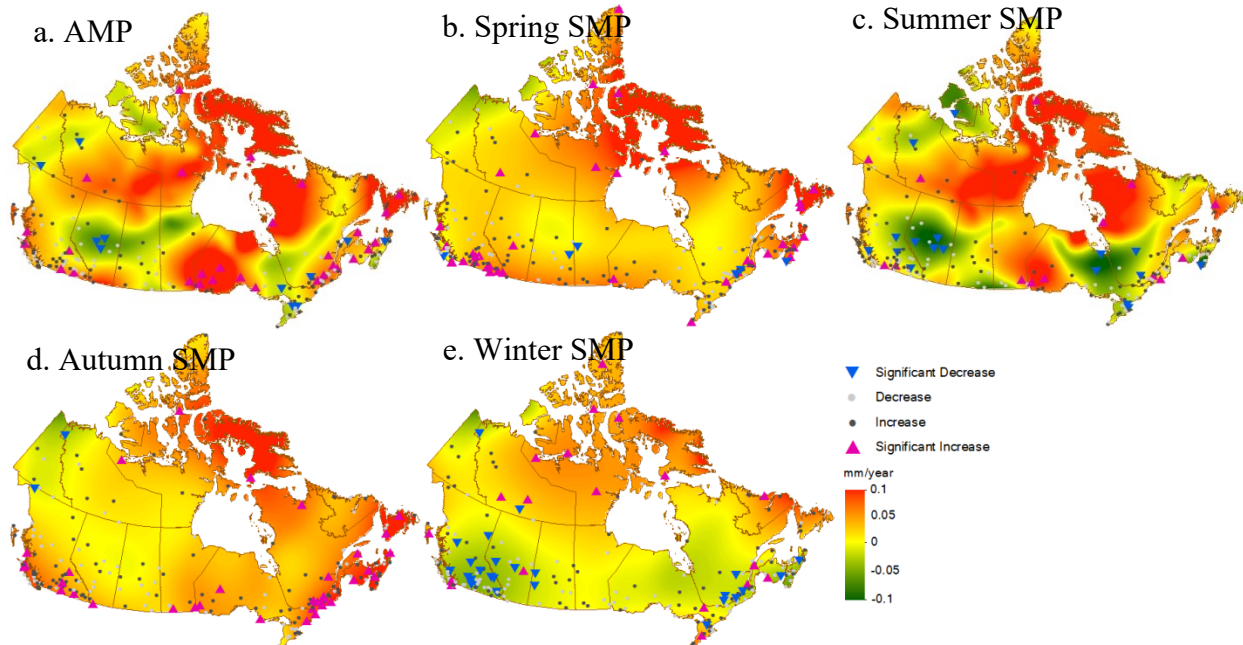 a. AMP
b. Spring SMP
c. Summer SMP
d. Autumn SMP
e. Winter SMP
Significant Decrease
Decrease
Increase
Significant Increase
mm/year
0.1
0.05
0
-0.05
-0.1